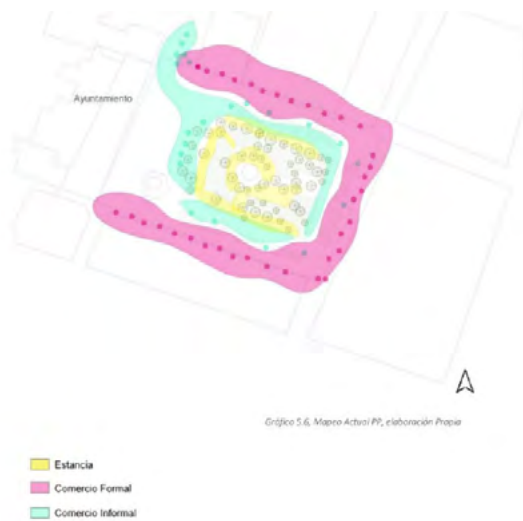 Ayuntamiento
Gráfico 5.6, Mapeo Actual PP, elaboración Propia
Estancia
Comercio Formal
Comercio Informal